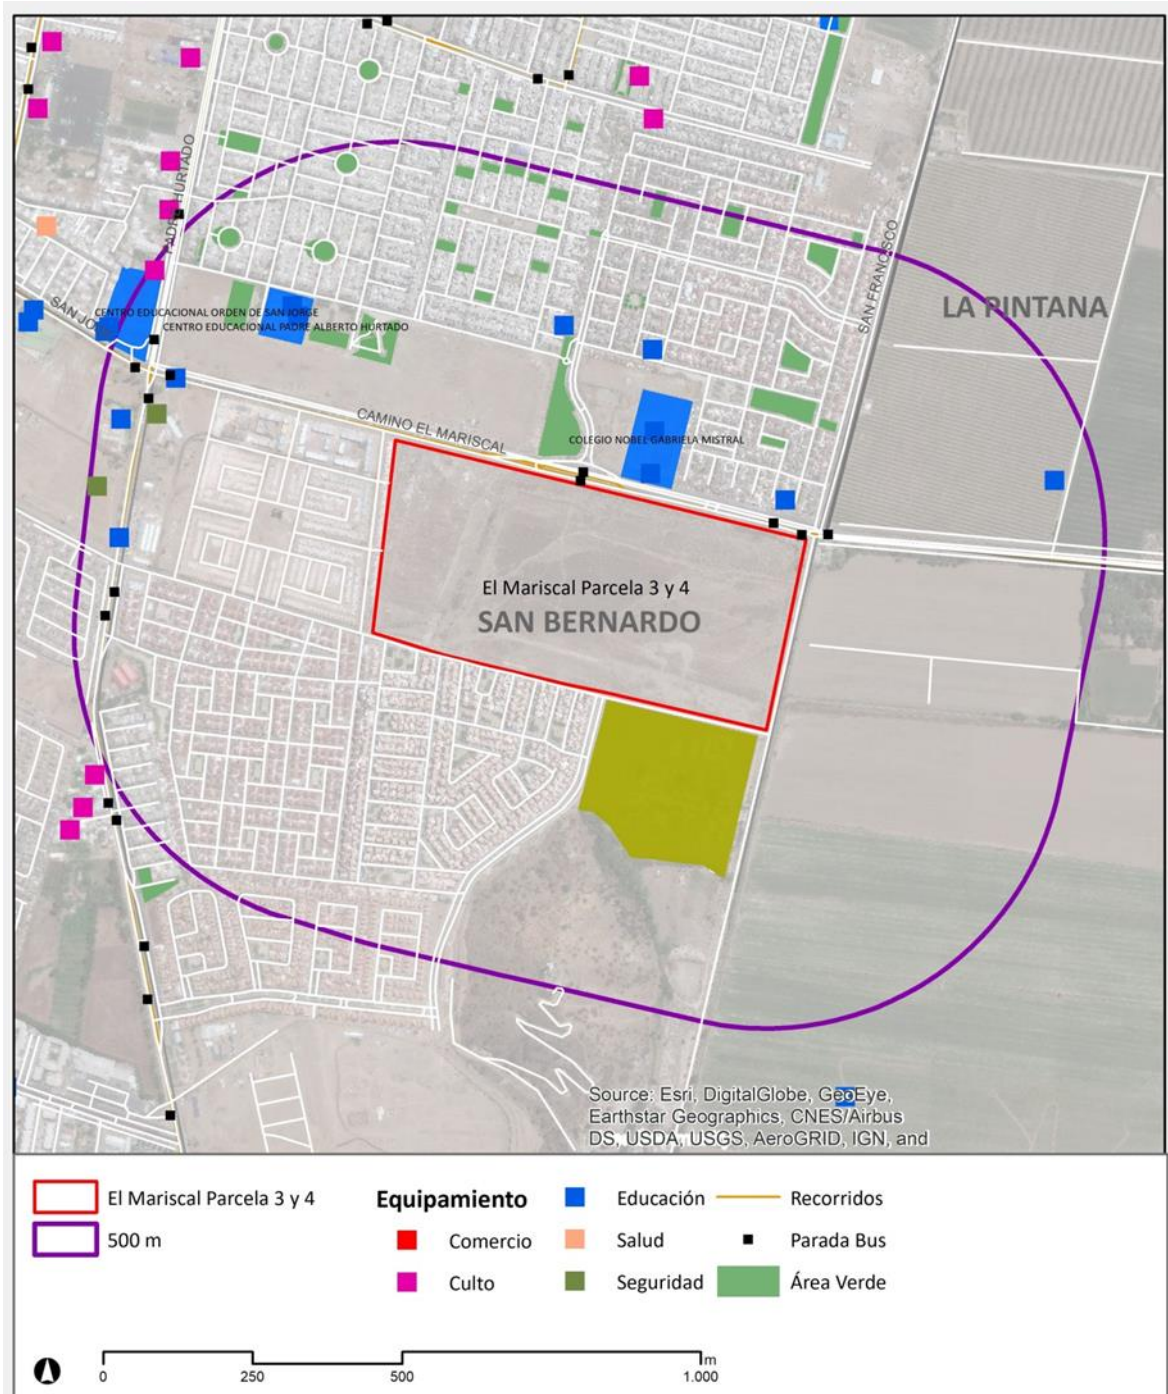 PADRE HURTADO
SAN FRANCISCO
LA PINTANA
CENTRO EDUCACIONAL ORDEN DE SAN JORGE
SAN JO
CENTRO EDUCACIONAL PADRE ALBERTO HURTADO
CAMINO EL MARISCAL
COLEGIO NOBEL GABRIELA MISTRAL
El Mariscal Parcela 3 y 4
SAN BERNARDO
Source: Esri, DigitalGlobe, GeoEye,
Earthstar Geographics, CNES/Airbus
DS, USDA, USGS, AeroGRID, IGN, and
El Mariscal Parcela 3 y 4
500 m
Equipamiento
Comercio
Culto
Educación
Salud
Seguridad
Recorridos
Parada Bus
Área Verde
0 250 500 1.000 m